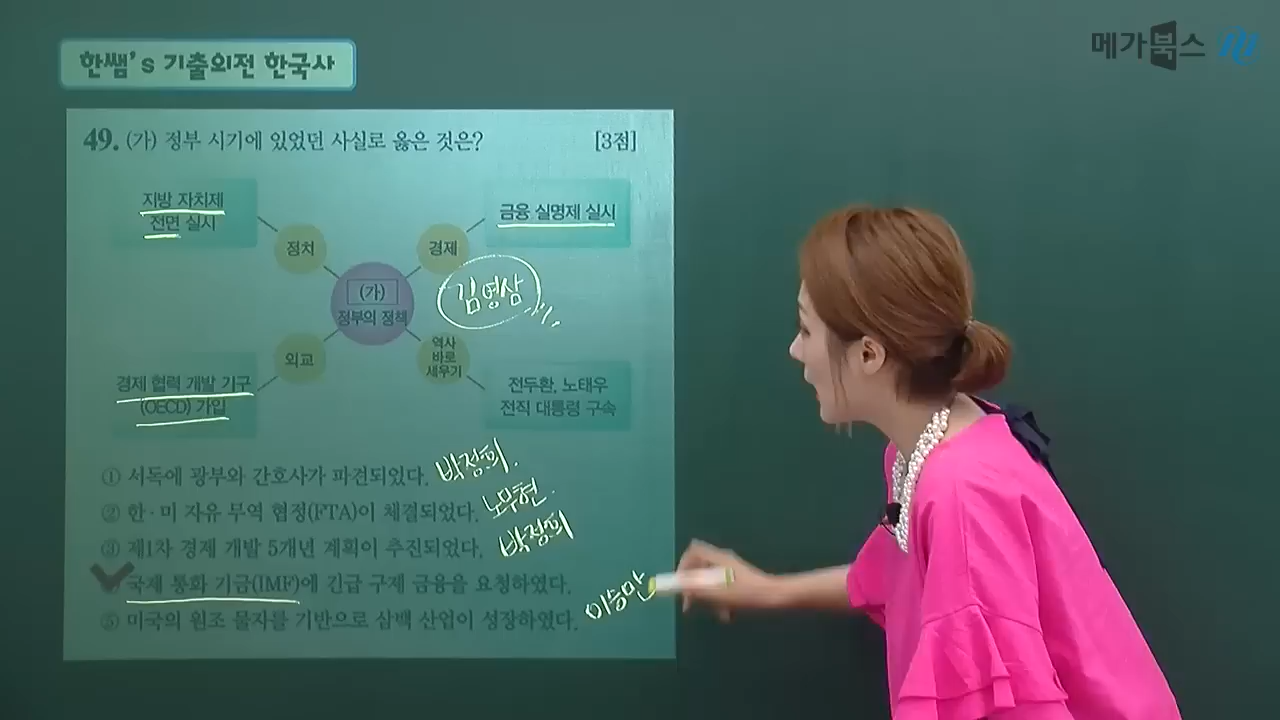 메가북스 M
한쌤's 기출의전 한국사
49. (가) 정부 시기에 있었던 사실로 옳은 것은? [3점]
지방 자치제
전면 실시
정치
경제
금융 실명제 실시
(가)
정부의 정책
김영삼
외교
경제 협력 개발 기구
(OECD) 가입
역사
바로
세우기
전두환, 노태우
전직 대통령 구속
① 서독에 광부와 간호사가 파견되었다. 박정희.
② 한·미 자유 무역 협정(FTA)이 체결되었다. 노무현.
③ 제1차 경제 개발 5개년 계획이 추진되었다. 박정희
국제 통화 기금(IMF)에 긴급 구제 금융을 요청하였다.
⑤ 미국의 원조 물자를 기반으로 삼백 산업이 성장하였다. 이승만